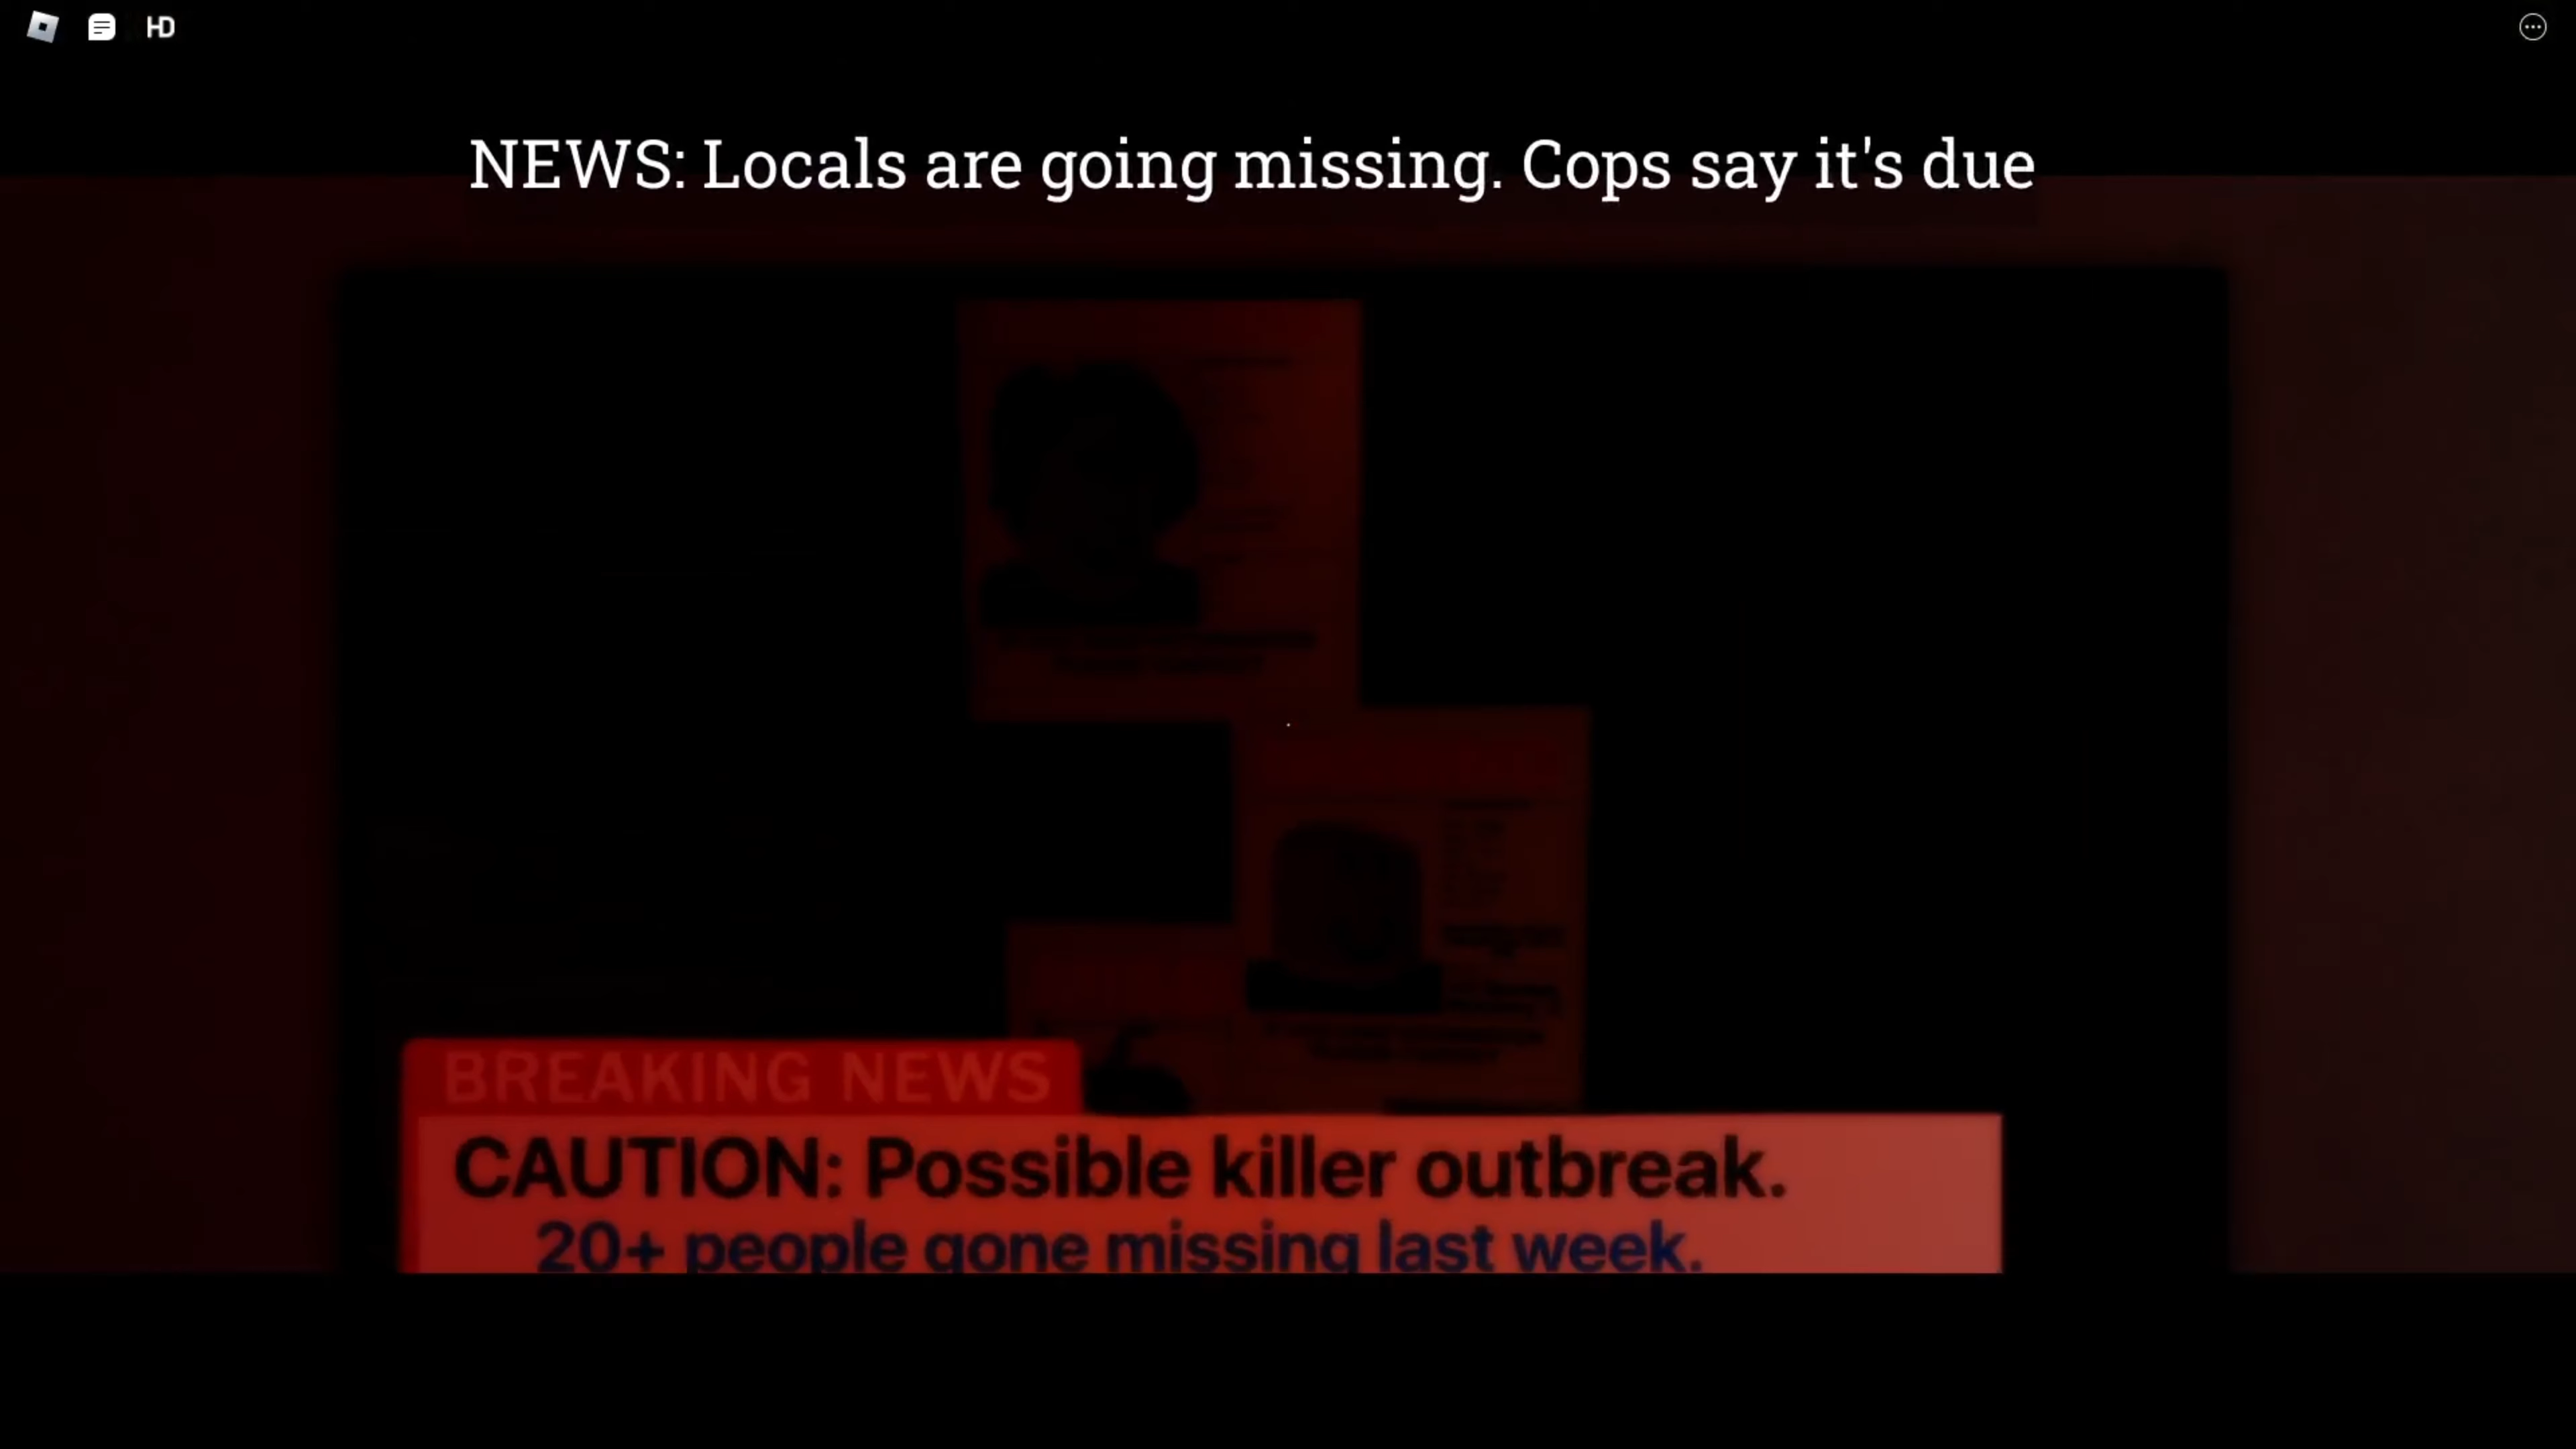 HD
NEWS: Locals are going missing. Cops say it's due
BREAKING NEWS
CAUTION: Possible killer outbreak.
20+ people gone missing last week.